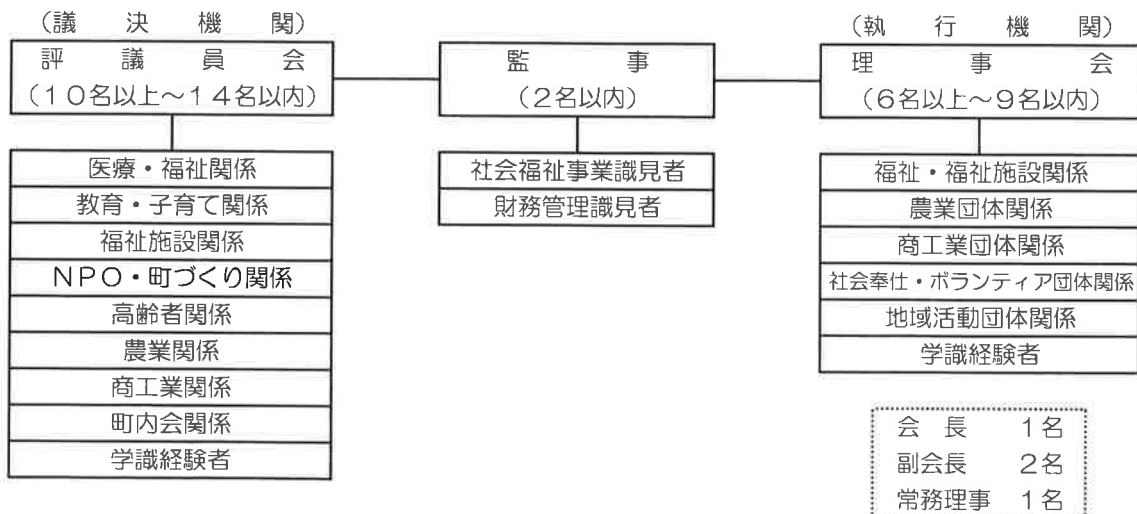 （議決機関）
評議員会
（１０名以上～１４名以内）
医療・福祉関係
教育・子育て関係
福祉施設関係
ＮＰＯ・町づくり関係
高齢者関係
農業関係
商工業関係
町内会関係
学識経験者
監事
（２名以内）
社会福祉事業識見者
財務管理識見者
（執行機関）
理事会
（６名以上～９名以内）
福祉・福祉施設関係
農業団体関係
商工業団体関係
社会奉仕・ボランティア団体関係
地域活動団体関係
学識経験者
会長　１名
副会長　２名
常務理事　１名